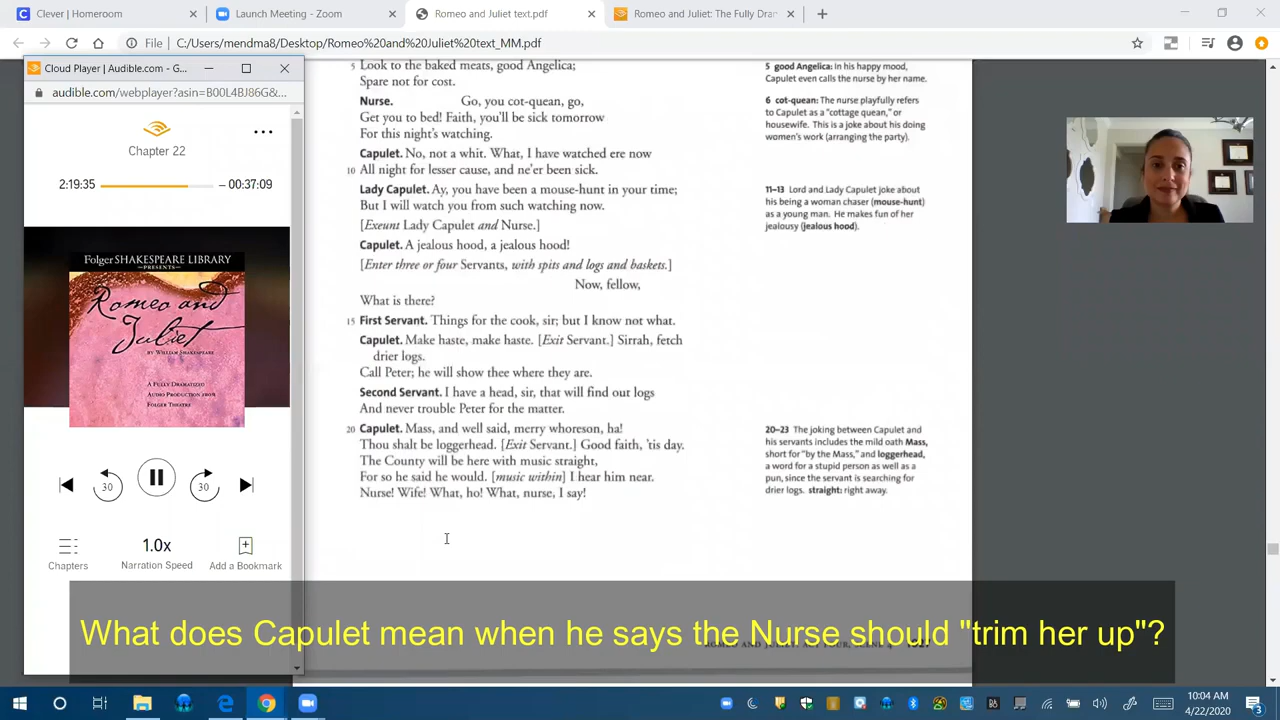 Clever | Homeroom
Launch Meeting - Zoom
Romeo and Juliet text.pdf
Romeo and Juliet: The Fully Dra
File
C:/Users/mendma8/Desktop/Romeo%20and%20Juliet%20text_MM.pdf
Cloud Player | Audible.com - G...
audible.com/webplayer?asin=B00L4BJ86G&...
Chapter 22
2:19:35
– 00:37:09
Folger SHAKESPEARE LIBRARY
PRESENTS
Romeo and
Juliet
BY WILLIAM SHAKESPEARE
A FULLY DRAMATIZED
AUDIO PRODUCTION FROM
FOLGER THEATRE
30
30
1.0x
Chapters
Narration Speed
Add a Bookmark
5 Look to the baked meats, good Angelica;
Spare not for cost.
Nurse. Go, you cot-quean, go,
Get you to bed! Faith, you'll be sick tomorrow
For this night's watching.
Capulet. No, not a whit. What, I have watched ere now
10 All night for lesser cause, and ne'er been sick.
Lady Capulet. Ay, you have been a mouse-hunt in your time;
But I will watch you from such watching now.
[Exeunt Lady Capulet and Nurse.]
Capulet. A jealous hood, a jealous hood!
[Enter three or four Servants, with spits and logs and baskets.]
Now, fellow,
What is there?
15 First Servant. Things for the cook, sir; but I know not what.
Capulet. Make haste, make haste. [Exit Servant.] Sirrah, fetch
drier logs.
Call Peter; he will show thee where they are.
Second Servant. I have a head, sir, that will find out logs
And never trouble Peter for the matter.
20 Capulet. Mass, and well said, merry whoreson, ha!
Thou shalt be loggerhead. [Exit Servant.] Good faith, 'tis day.
The County will be here with music straight,
For so he said he would. [music within] I hear him near.
Nurse! Wife! What, ho! What, nurse, I say!
5 good Angelica: In his happy mood,
Capulet even calls the nurse by her name.
6 cot-quean: The nurse playfully refers
to Capulet as a "cottage quean," or
housewife. This is a joke about his doing
women's work (arranging the party).
11–13 Lord and Lady Capulet joke about
his being a woman chaser (mouse-hunt)
as a young man. He makes fun of her
jealousy (jealous hood).
20–23 The joking between Capulet and
his servants includes the mild oath Mass,
short for "by the Mass," and loggerhead,
a word for a stupid person as well as a
pun, since the servant is searching for
drier logs. straight: right away.
What does Capulet mean when he says the Nurse should "trim her up"?
ROMEO AND JULIET: ACT FOUR, SCENE 4
10:04 AM
4/22/2020
3